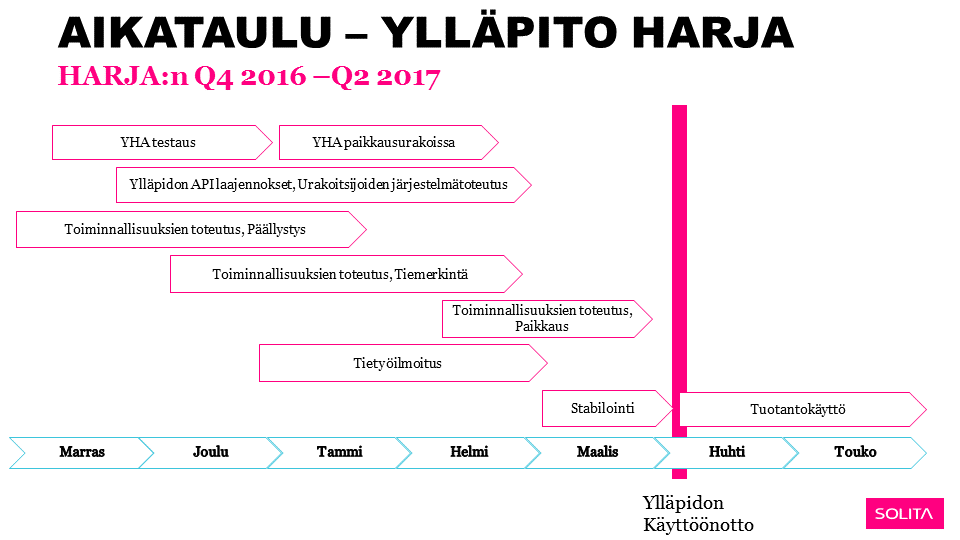 AIKATAULU – YLLÄPITO HARJA
HARJA:n Q4 2016 –Q2 2017
YHA testaus
YHA paikkausurakoissa
Ylläpidon API laajennokset, Urakoitsijoiden järjestelmätoteutus
Toiminnallisuuksien toteutus, Päällystys
Toiminnallisuuksien toteutus, Tiemerkintä
Toiminnallisuuksien toteutus,
Paikkaus
Tietyöilmoitus
Stabilointi
Tuotantokäyttö
Marras
Joulu
Tammi
Helmi
Maalis
Huhti
Touko
Ylläpidon
Käyttöönotto
SOLITA